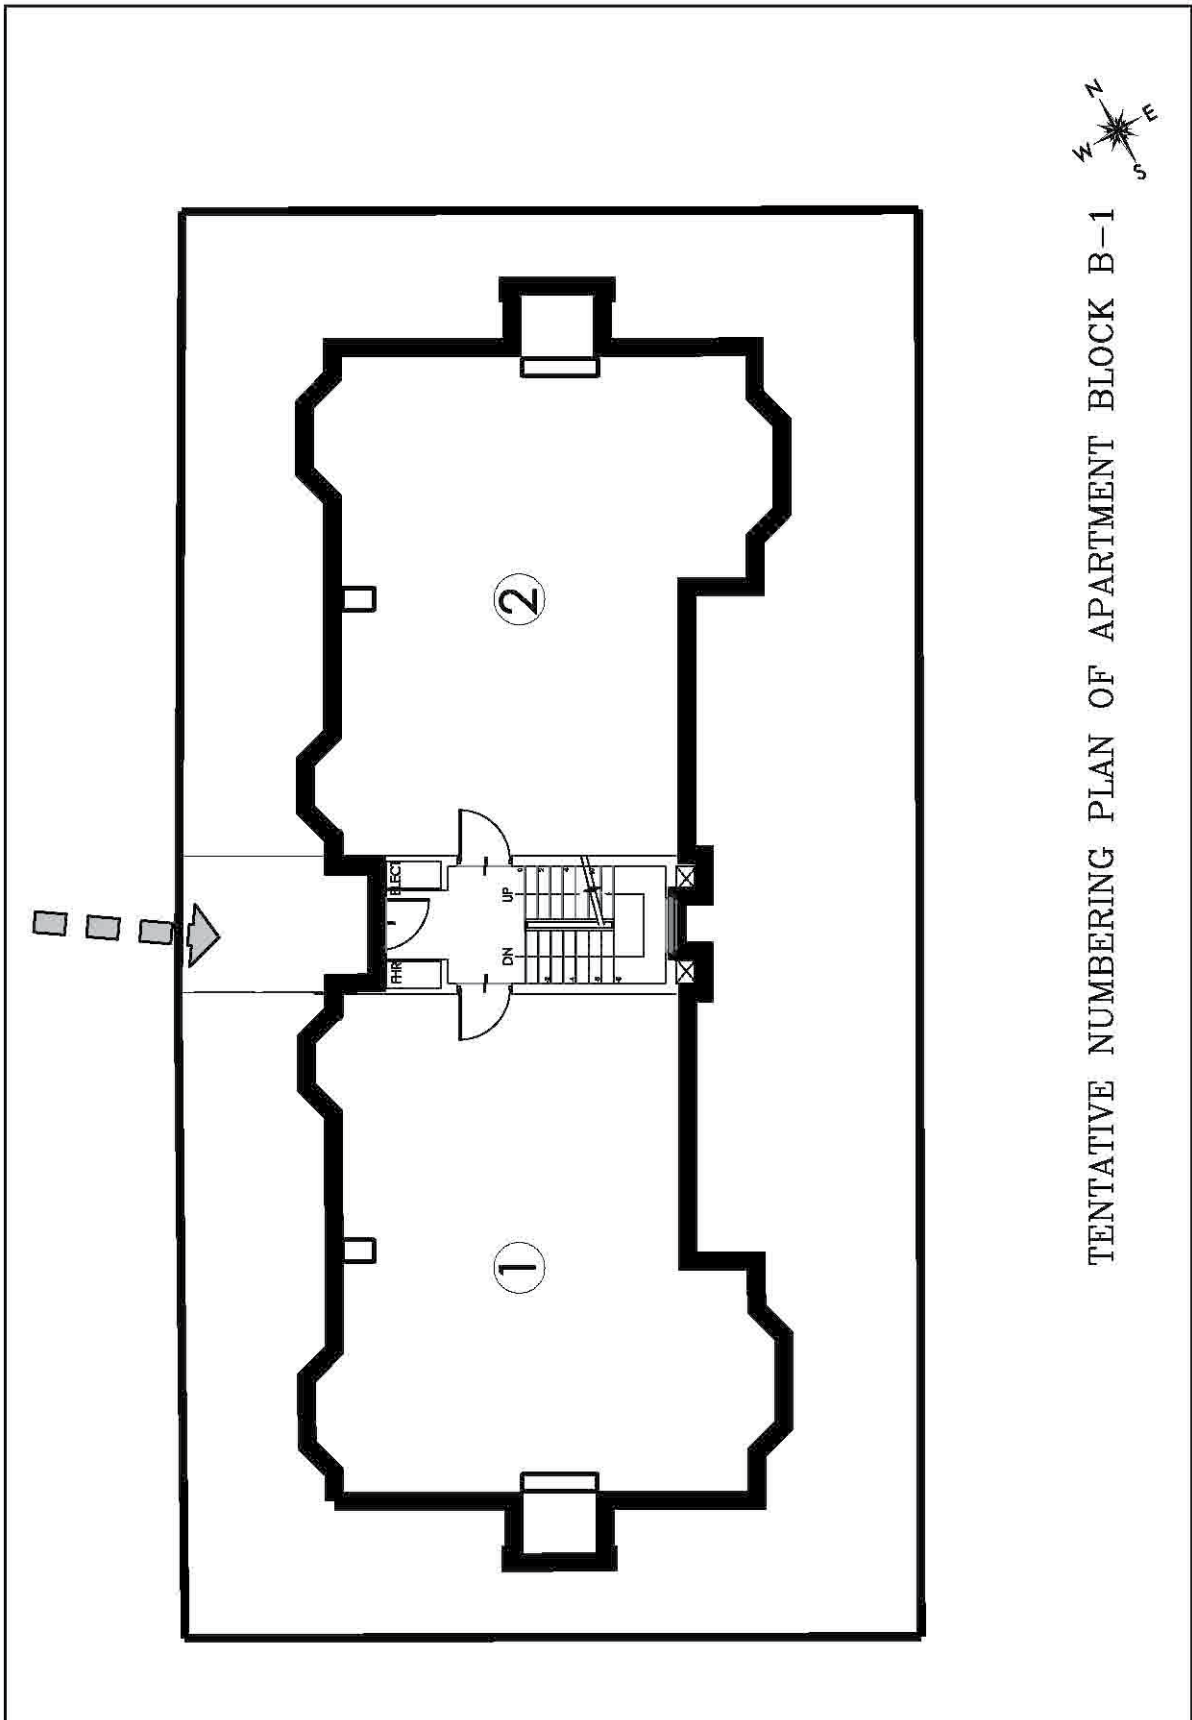 N
E
W
S
2
ELECT
UP
DN
FHR
1
TENTATIVE NUMBERING PLAN OF APARTMENT BLOCK B-1